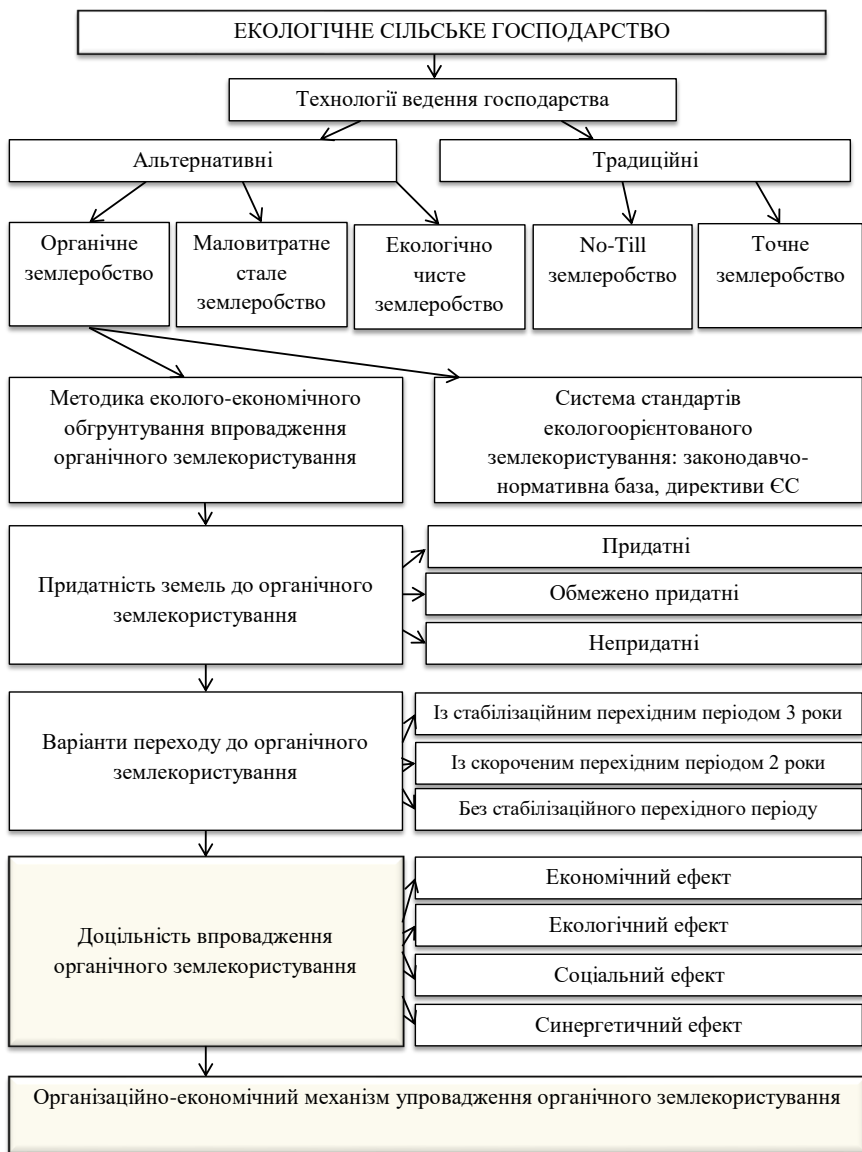 ЕКОЛОГІЧНЕ СІЛЬСЬКЕ ГОСПОДАРСТВО
Технології ведення господарства
Альтернативні
Традиційні
Органічне
землеробство
Маловитратне
стале
землеробство
Екологічно
чисте
землеробство
No-Till
землеробство
Точне
землеробство
Методика еколого-економічного
обгрунтування впровадження
органічного землекористування
Система стандартів
екологоорієнтованого
землекористування: законодавчо-
нормативна база, директиви ЄС
Придатність земель до органічного
землекористування
Придатні
Обмежено придатні
Непридатні
Варіанти переходу до органічного
землекористування
Із стабілізаційним перехідним періодом 3 роки
Із скороченим перехідним періодом 2 роки
Без стабілізаційного перехідного періоду
Доцільність впровадження
органічного землекористування
Економічний ефект
Екологічний ефект
Соціальний ефект
Синергетичний ефект
Організаційно-економічний механізм упровадження органічного землекористування